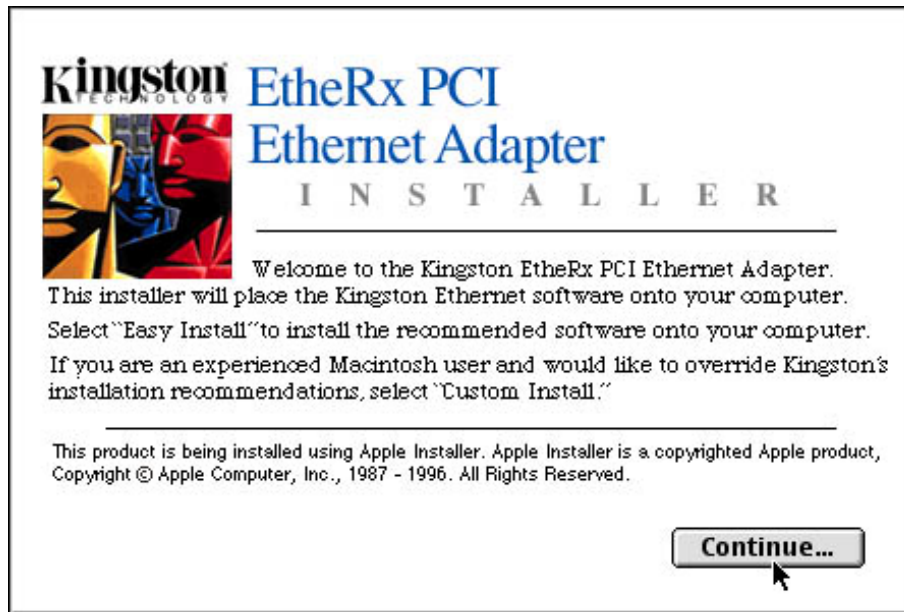 Kingston
TECHNOLOGY
EtheRx PCI
Ethernet Adapter
INSTALLER
Welcome to the Kingston EtheRx PCI Ethernet Adapter.
This installer will place the Kingston Ethernet software onto your computer.
Select “Easy Install” to install the recommended software onto your computer.
If you are an experienced Macintosh user and would like to override Kingston's
installation recommendations, select “Custom Install.”
This product is being installed using Apple Installer. Apple Installer is a copyrighted Apple product,
Copyright © Apple Computer, Inc., 1987 - 1996. All Rights Reserved.
Continue...